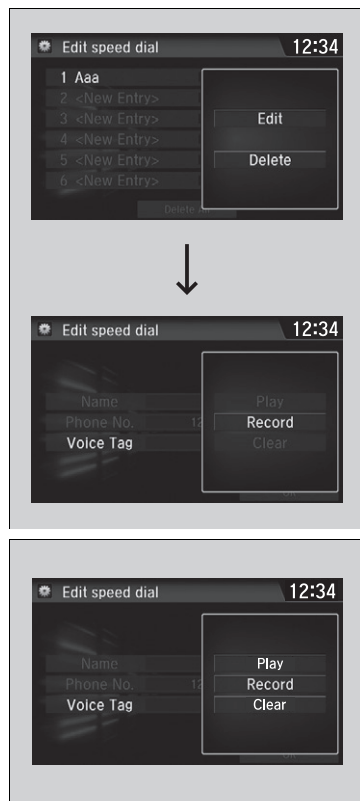 Edit speed dial 12:34
1 Aaa
2 <New Entry>
3 <New Entry>
Edit
4 <New Entry>
5 <New Entry>
Delete
6 <New Entry>
Delete All
Edit speed dial 12:34
Name
Play
Phone No. 12
Record
Voice Tag
Clear
OK
Edit speed dial 12:34
Name
Play
Phone No. 12
Record
Voice Tag
Clear
OK